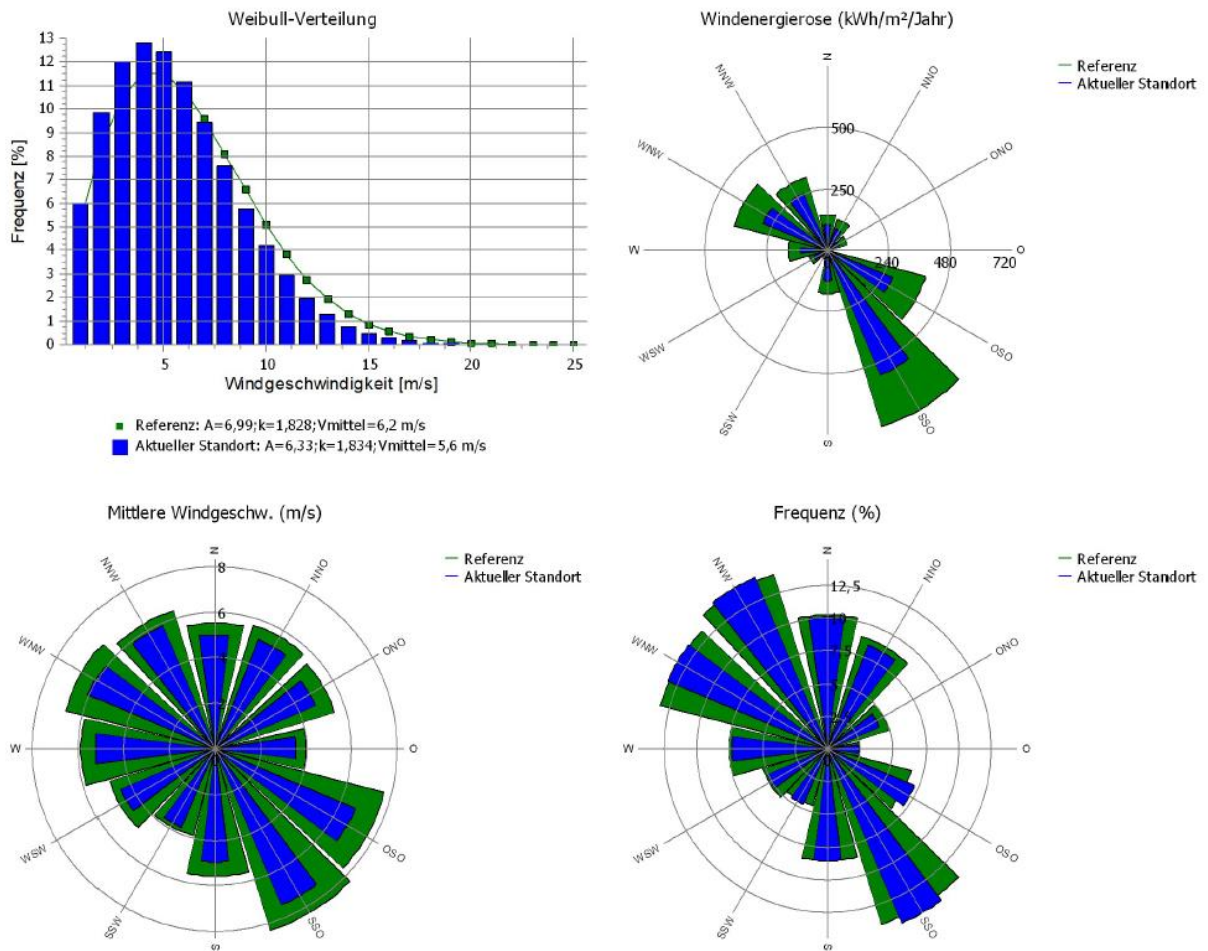 Weibull-Verteilung
13
12
11
10
9
8
7
6
5
4
3
2
1
0
Frequenz [%]
5 10 15 20 25
Windgeschwindigkeit [m/s]
Referenz: A=6,99;k=1,828;Vmittel=6,2 m/s
Aktueller Standort: A=6,33;k=1,834;Vmittel=5,6 m/s
Windenergierose (kWh/m²/Jahr)
Referenz
Aktueller Standort
N
NNW NNO
500
WNW ONO
250
W O
240 480 720
WSW OSO
SSW SSO
S
Mittlere Windgeschw. (m/s)
Referenz
Aktueller Standort
N
NNW NNO
8
6
WNW ONO
W O
WSW OSO
SSW SSO
S
Frequenz (%)
Referenz
Aktueller Standort
N
NNW NNO
12,5
10
WNW ONO
W O
WSW OSO
SSW SSO
S